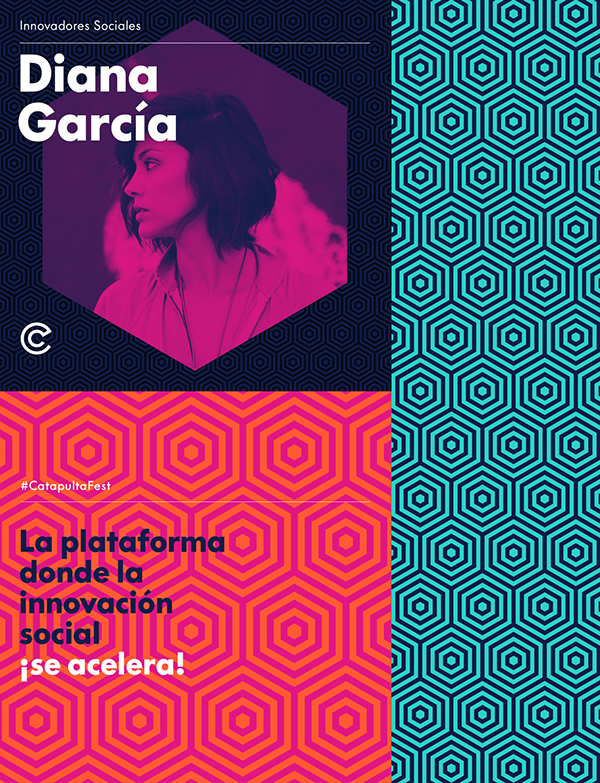 Innovadores Sociales
Diana
García
#CatapultaFest
La plataforma
donde la
innovación
social
¡se acelera!